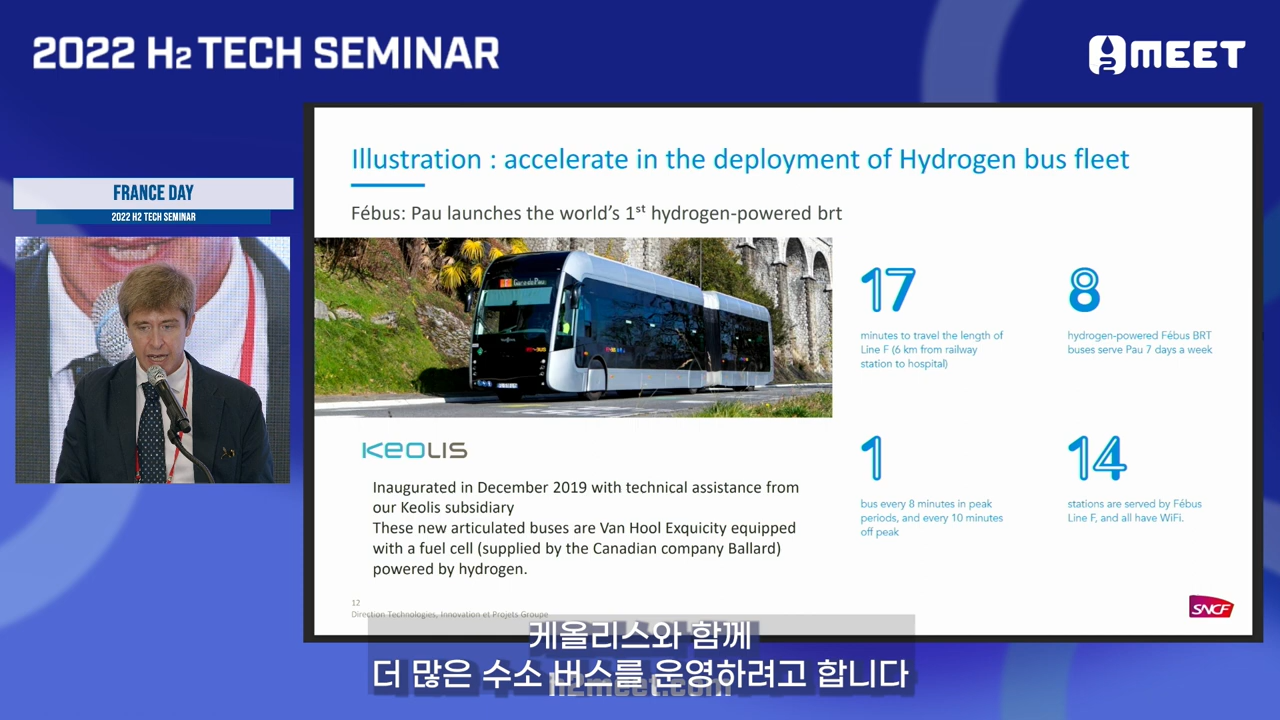 2022 H2 TECH SEMINAR
H2 MEET
FRANCE DAY
2022 H2 TECH SEMINAR
Illustration : accelerate in the deployment of Hydrogen bus fleet
Fébus: Pau launches the world's 1st hydrogen-powered brt
Gare de Pau
17
minutes to travel the length of
Line F (6 km from railway
station to hospital)
8
hydrogen-powered Fébus BRT
buses serve Pau 7 days a week
KEOLIS
Inaugurated in December 2019 with technical assistance from
our Keolis subsidiary
These new articulated buses are Van Hool Exquicity equipped
with a fuel cell (supplied by the Canadian company Ballard)
powered by hydrogen.
1
bus every 8 minutes in peak
periods, and every 10 minutes
off peak
14
stations are served by Fébus
Line F, and all have WiFi.
12
Direction Technologies, Innovation et Projets Groupe
SNCF
케올리스와 함께
더 많은 수소 버스를 운영하려고 합니다
h2meet.com